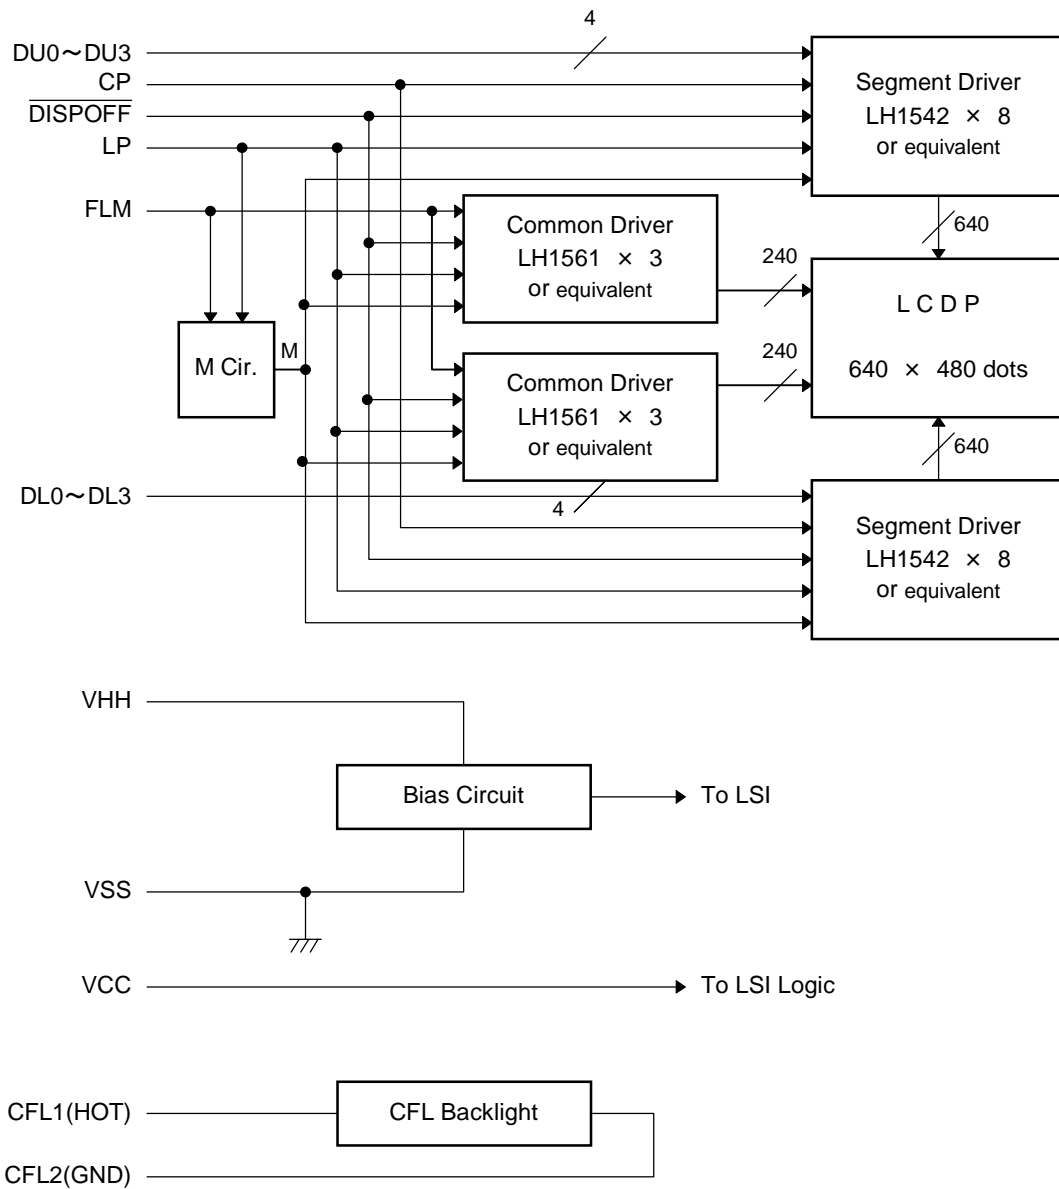 4
DU0～DU3
CP
DISPOFF
LP
FLM
Segment Driver
LH1542 × 8
or equivalent
640
Common Driver
LH1561 × 3
or equivalent
240
L C D P
640 × 480 dots
M Cir.
M
Common Driver
LH1561 × 3
or equivalent
240
640
DL0～DL3
4
Segment Driver
LH1542 × 8
or equivalent
VHH
Bias Circuit
To LSI
VSS
VCC
To LSI Logic
CFL1(HOT)
CFL Backlight
CFL2(GND)